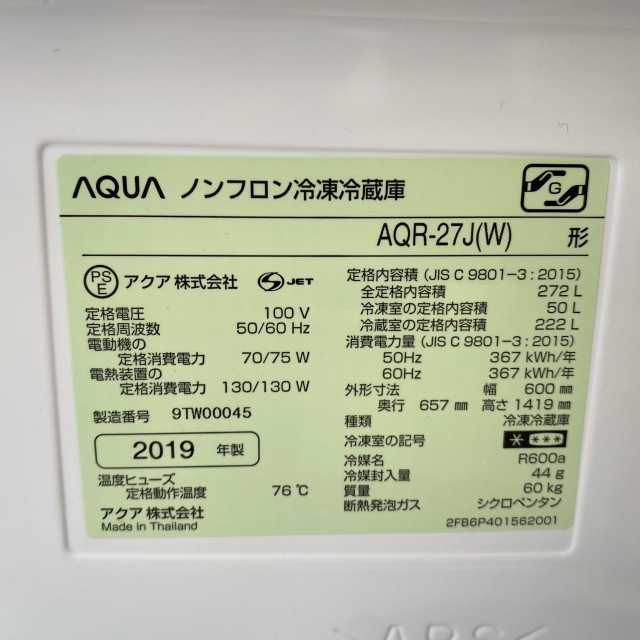 AQUA ノンフロン冷凍冷蔵庫
G
AQR-27J(W) 形
PS
E
アクア株式会社
S JET
定格電圧 100 V
定格周波数 50/60 Hz
電動機の
定格消費電力 70/75 W
電熱装置の
定格消費電力 130/130 W
製造番号 9TW00045
2019 年製
温度ヒューズ
定格動作温度 76 ℃
アクア 株式会社
Made in Thailand
定格内容積 (JIS C 9801-3 : 2015)
全定格内容積 272 L
冷凍室の定格内容積 50 L
冷蔵室の定格内容積 222 L
消費電力量 (JIS C 9801-3 : 2015)
50Hz 367 kWh/年
60Hz 367 kWh/年
外形寸法 幅 600 mm
奥行 657 mm 高さ 1419 mm
種類 冷凍冷蔵庫
冷凍室の記号 * ***
冷媒名 R600a
冷媒封入量 44 g
質量 60 kg
断熱発泡ガス シクロペンタン
2FB6P401562001
>ABS<